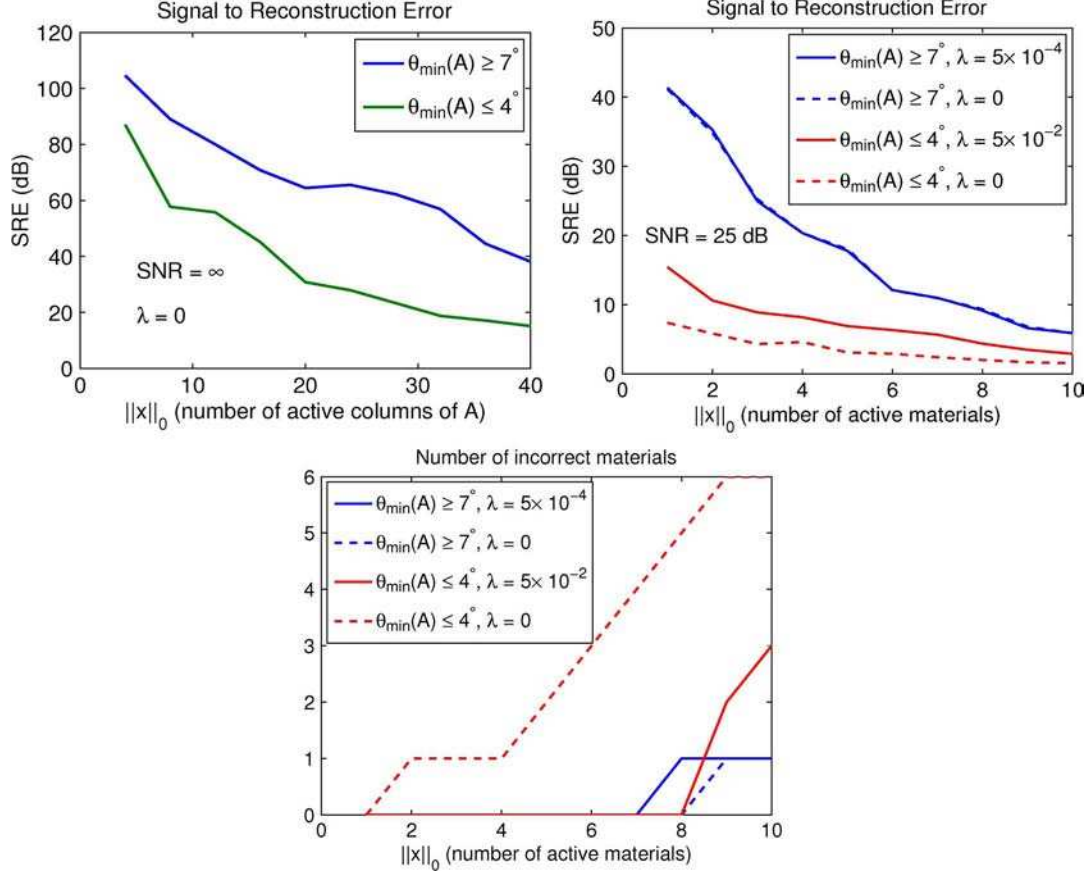 Signal to Reconstruction Error
120
100
80
60
40
20
0
SRE (dB)
θmin(A) ≥ 7°
θmin(A) ≤ 4°
SNR = ∞
λ = 0
0 10 20 30 40
||x||0 (number of active columns of A)
Signal to Reconstruction Error
50
40
30
20
10
0
SRE (dB)
θmin(A) ≥ 7°, λ = 5× 10⁻⁴
θmin(A) ≥ 7°, λ = 0
θmin(A) ≤ 4°, λ = 5× 10⁻²
θmin(A) ≤ 4°, λ = 0
SNR = 25 dB
0 2 4 6 8 10
||x||0 (number of active materials)
Number of incorrect materials
6
5
4
3
2
1
0
θmin(A) ≥ 7°, λ = 5× 10⁻⁴
θmin(A) ≥ 7°, λ = 0
θmin(A) ≤ 4°, λ = 5× 10⁻²
θmin(A) ≤ 4°, λ = 0
0 2 4 6 8 10
||x||0 (number of active materials)